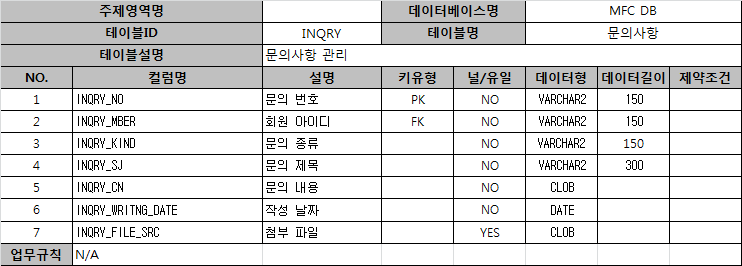 주제영역명 데이터베이스명 MFC DB
테이블ID INQRY 테이블명 문의사항
테이블설명 문의사항 관리
NO. 컬럼명 설명 키유형 널/유일 데이터형 데이터길이 제약조건
1 INQRY_NO 문의 번호 PK NO VARCHAR2 150
2 INQRY_MBER 회원 아이디 FK NO VARCHAR2 150
3 INQRY_KIND 문의 종류 NO VARCHAR2 150
4 INQRY_SJ 문의 제목 NO VARCHAR2 300
5 INQRY_CN 문의 내용 NO CLOB
6 INQRY_WRITNG_DATE 작성 날짜 NO DATE
7 INQRY_FILE_SRC 첨부 파일 YES CLOB
업무규칙 N/A